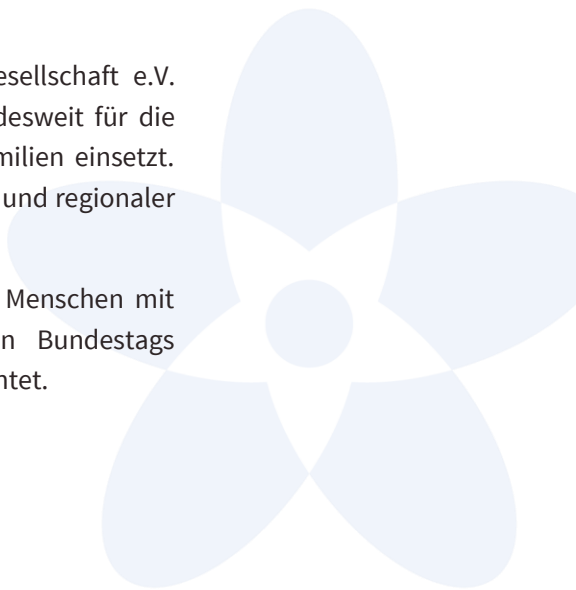 esellschaft e.V.
desweit für die
milien einsetzt.
und regionaler
Menschen mit
n Bundestags
ntet.